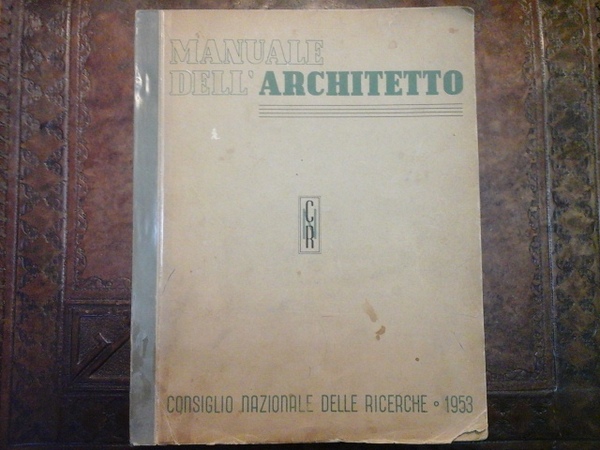 MANUALE
DELL'ARCHITETTO
CNR
CONSIGLIO NAZIONALE DELLE RICERCHE ° 1953